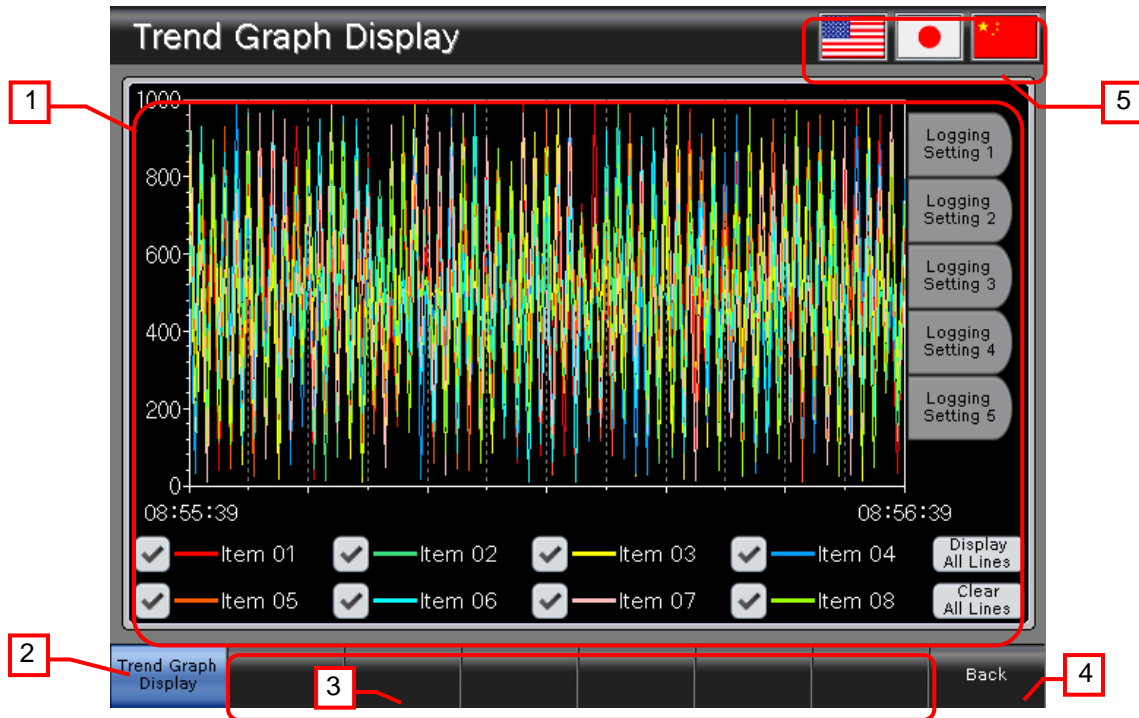 Trend Graph Display
5
1
1000
800
600
400
200
0
08:55:39
08:56:39
Logging
Setting 1
Logging
Setting 2
Logging
Setting 3
Logging
Setting 4
Logging
Setting 5
Item 01
Item 02
Item 03
Item 04
Display
All Lines
Item 05
Item 06
Item 07
Item 08
Clear
All Lines
2
Trend Graph
Display
3
Back
4